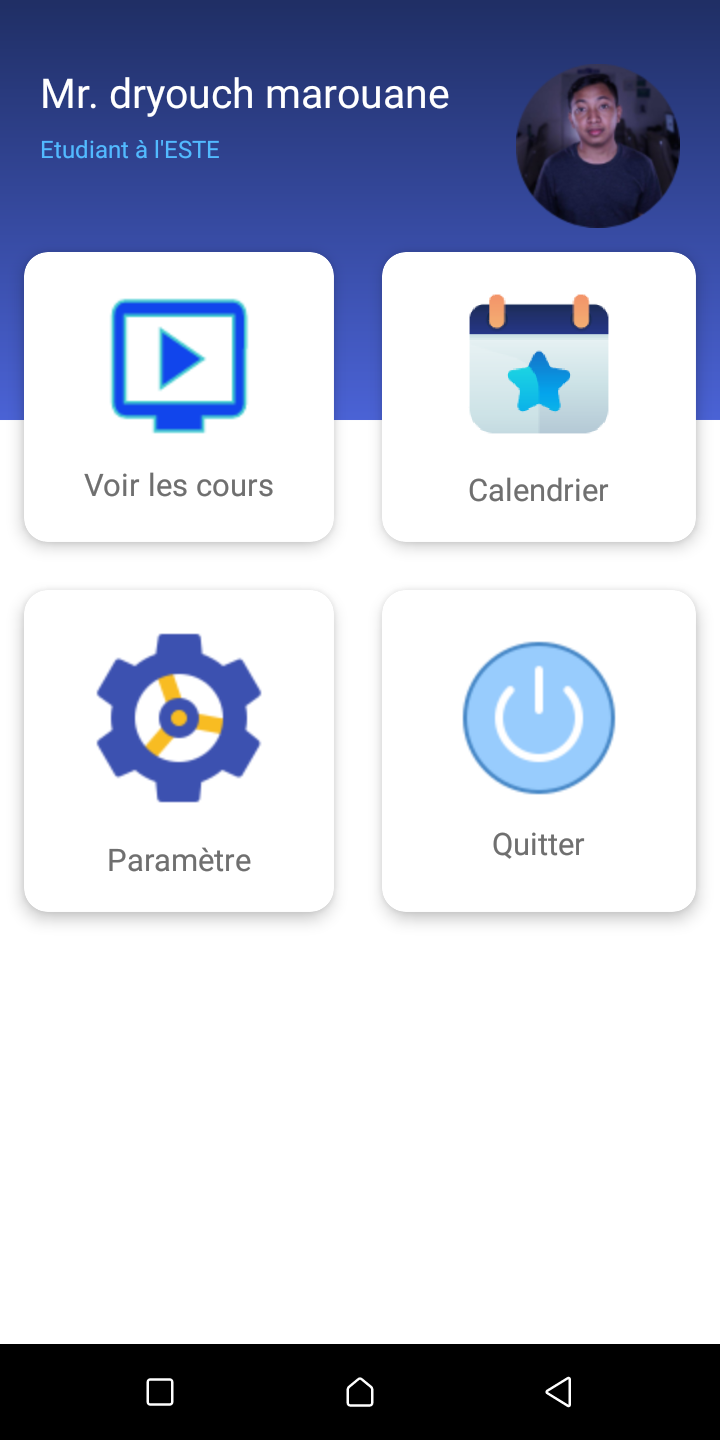 Mr. dryouch marouane
Etudiant à l'ESTE
Voir les cours
Calendrier
Paramètre
Quitter